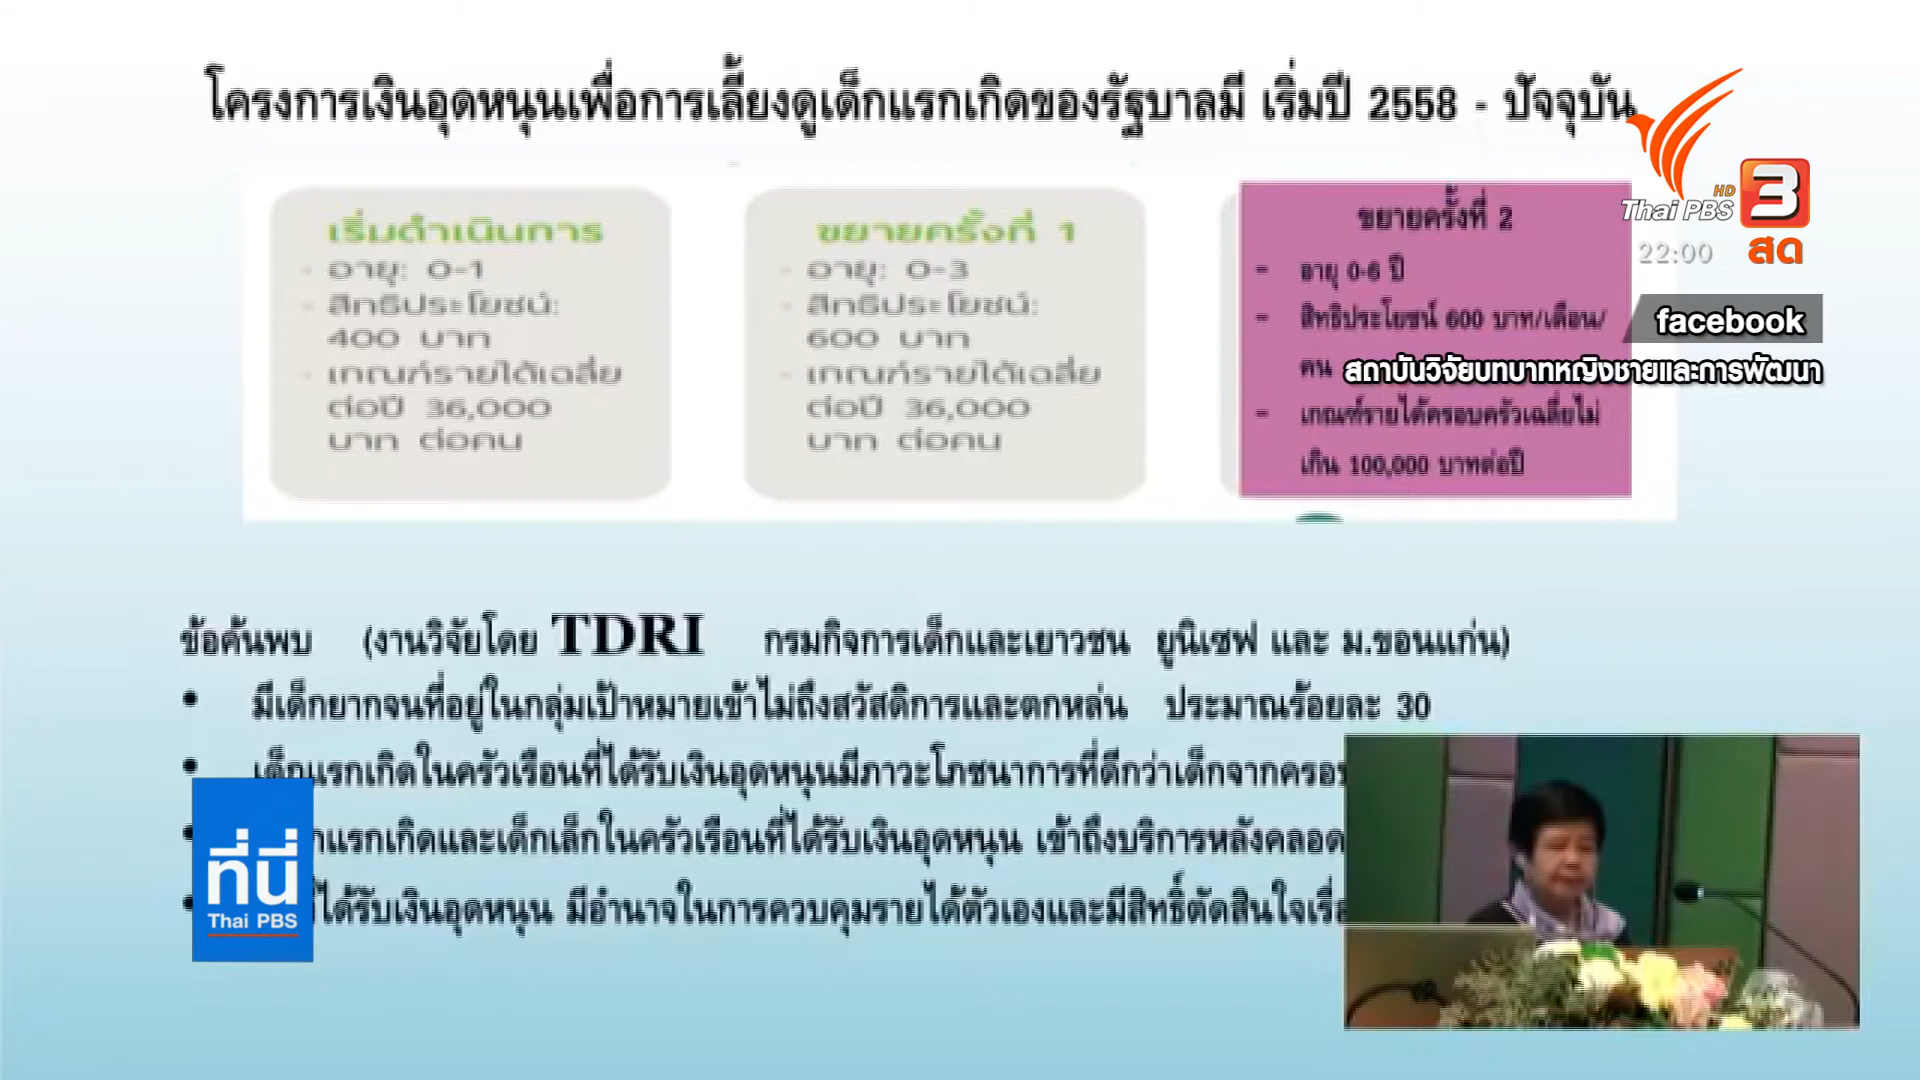 โครงการเงินอุดหนุนเพื่อการเลี้ยงดูเด็กแรกเกิดของรัฐบาลมี เริ่มปี 2558 - ปัจจุบัน
HD
Thai PBS 3
22:00 สด
facebook
สถาบันวิจัยบทบาทหญิงชายและการพัฒนา
เริ่มดำเนินการ
- อายุ: 0-1
- สิทธิประโยชน์:
400 บาท
- เกณฑ์รายได้เฉลี่ย
ต่อปี 36,000
บาท ต่อคน
ขยายครั้งที่ 1
- อายุ: 0-3
- สิทธิประโยชน์:
600 บาท
- เกณฑ์รายได้เฉลี่ย
ต่อปี 36,000
บาท ต่อคน
ขยายครั้งที่ 2
- อายุ 0-6 ปี
- สิทธิประโยชน์ 600 บาท/เดือน/
คน
- เกณฑ์รายได้ครอบครัวเฉลี่ยไม่
เกิน 100,000 บาทต่อปี
ข้อค้นพบ (งานวิจัยโดย TDRI กรมกิจการเด็กและเยาวชน ยูนิเซฟ และ ม.ขอนแก่น)
• มีเด็กยากจนที่อยู่ในกลุ่มเป้าหมายเข้าไม่ถึงสวัสดิการและตกหล่น ประมาณร้อยละ 30
• เด็กแรกเกิดในครัวเรือนที่ได้รับเงินอุดหนุนมีภาวะโภชนาการที่ดีกว่าเด็กจากครอบ
• แรกเกิดและเด็กเล็กในครัวเรือนที่ได้รับเงินอุดหนุน เข้าถึงบริการหลังคลอด
• ได้รับเงินอุดหนุน มีอำนาจในการควบคุมรายได้ตัวเองและมีสิทธิ์ตัดสินใจเรื่
ที่นี่
Thai PBS